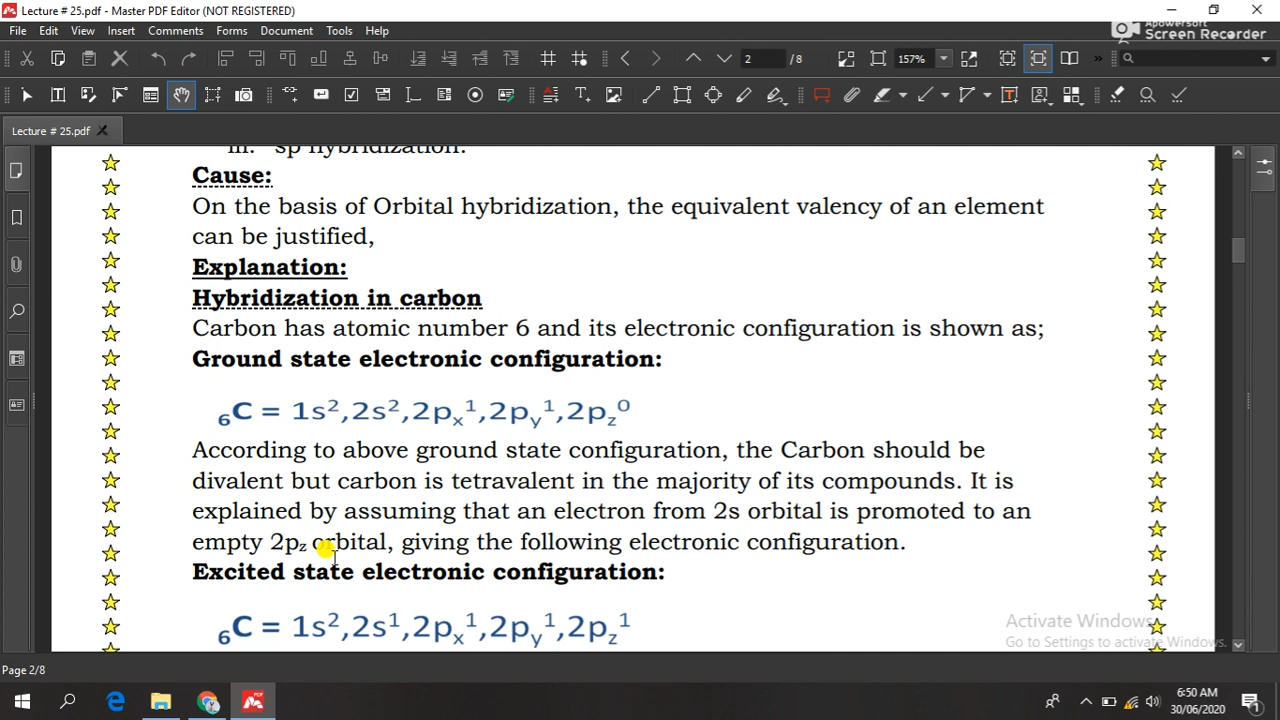 Lecture # 25.pdf - Master PDF Editor (NOT REGISTERED)
File Edit View Insert Comments Forms Document Tools Help
Apowersoft
Screen Recorder
2 / 8 157%
Lecture # 25.pdf
sp hybridization.
Cause:
On the basis of Orbital hybridization, the equivalent valency of an element
can be justified,
Explanation:
Hybridization in carbon
Carbon has atomic number 6 and its electronic configuration is shown as;
Ground state electronic configuration:
₆C = 1s²,2s²,2pₓ¹,2pᵧ¹,2p_z⁰
According to above ground state configuration, the Carbon should be
divalent but carbon is tetravalent in the majority of its compounds. It is
explained by assuming that an electron from 2s orbital is promoted to an
empty 2p_z orbital, giving the following electronic configuration.
Excited state electronic configuration:
₆C = 1s²,2s¹,2pₓ¹,2pᵧ¹,2p_z¹
Activate Windows
Go to Settings to activate Windows.
Page 2/8
6:50 AM
30/06/2020